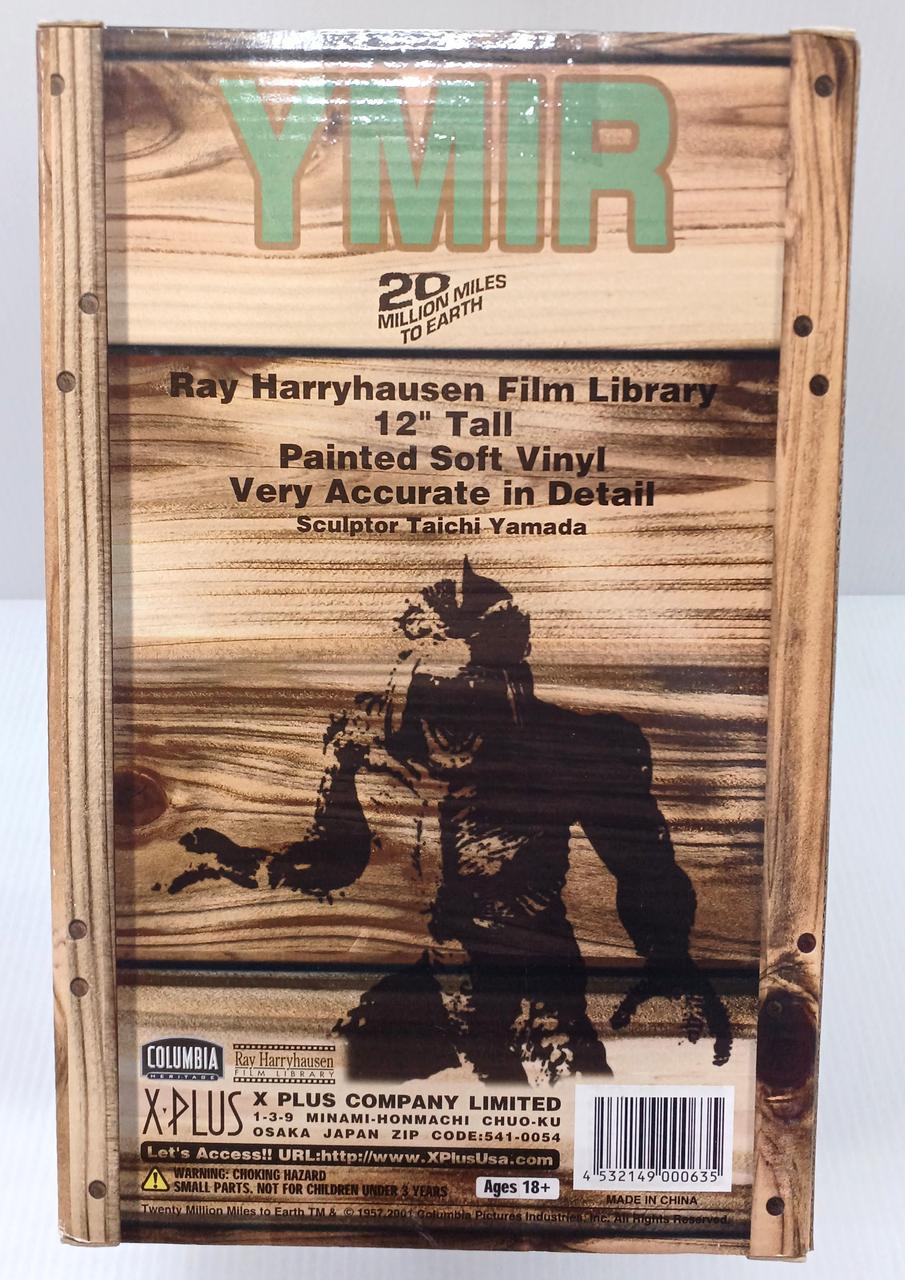 YMIR
20
MILLION MILES
TO EARTH
Ray Harryhausen Film Library
12" Tall
Painted Soft Vinyl
Very Accurate in Detail
Sculptor Taichi Yamada
COLUMBIA
HERITAGE
Ray Harryhausen
FILM LIBRARY
X·PLUS
X PLUS COMPANY LIMITED
1-3-9 MINAMI-HONMACHI CHUO-KU
OSAKA JAPAN ZIP CODE:541-0054
Let's Access!! URL:http://www.XPlusUsa.com
WARNING: CHOKING HAZARD
SMALL PARTS. NOT FOR CHILDREN UNDER 3 YEARS
Ages 18+
4 532149 000635
MADE IN CHINA
Twenty Million Miles to Earth TM & © 1957,2001 Columbia Pictures Industries, Inc. All Rights Reserved.